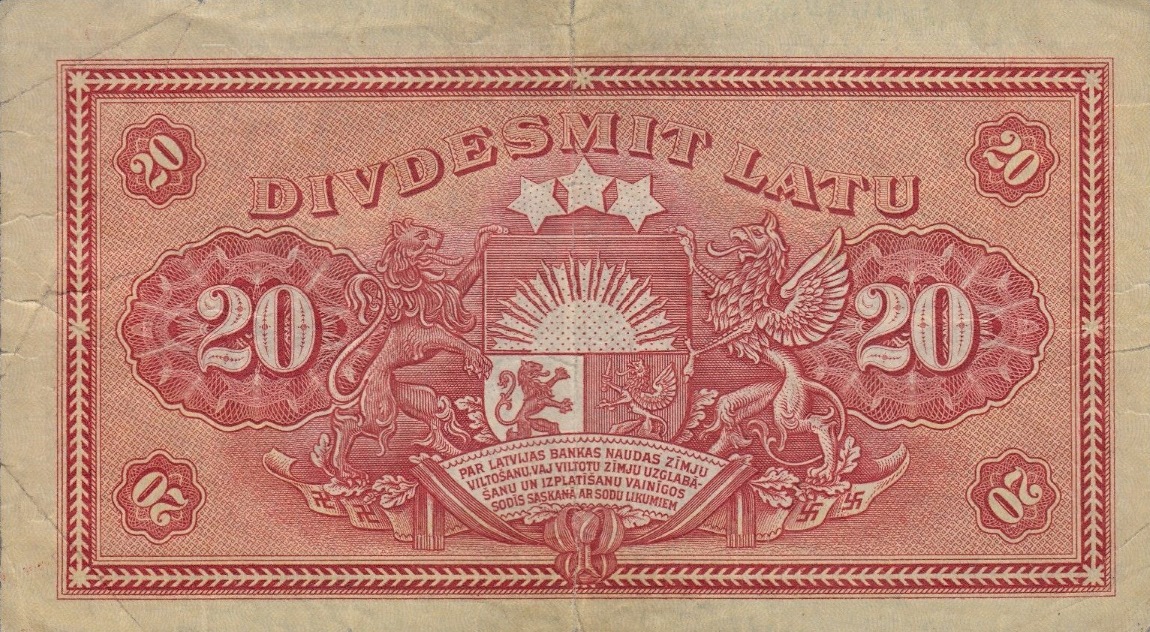 DIVDESMIT LATU
20
20
20
20
PAR LATVIJAS BANKAS NAUDAS ZĪMJU
VILTOŠANU, VAJ VILTOTU ZĪMJU UZGLABĀ-
ŠANU UN IZPLATĪŠANU VAINĪGOS
SODĪS SASKAŅĀ AR SODU LIKUMIEM
20
20